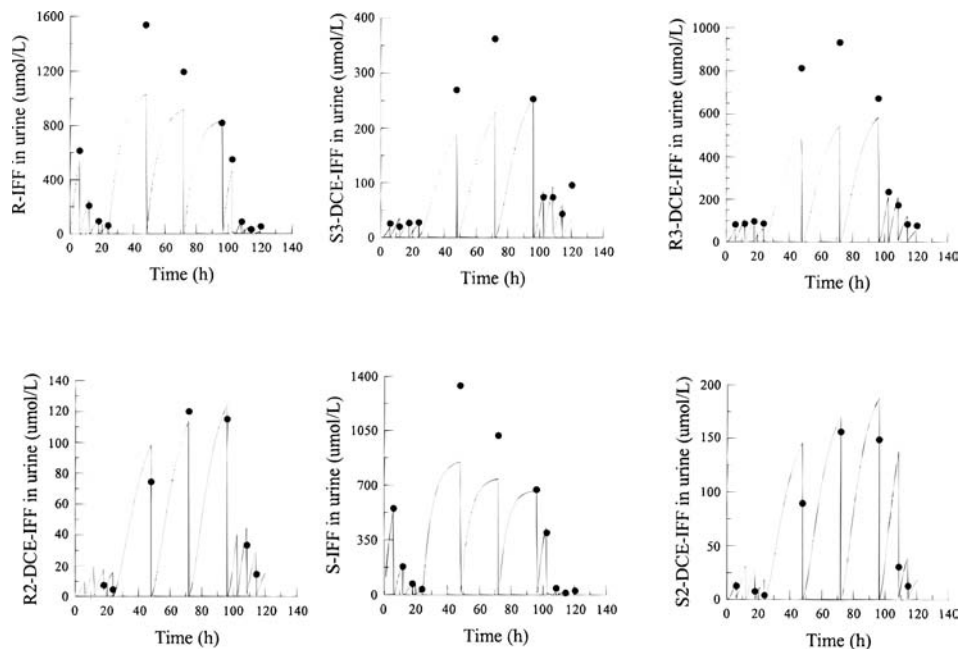 R-IFF in urine (umol/L)
1600
1200
800
400
0
0 20 40 60 80 100 120 140
Time (h)
S3-DCE-IFF in urine (umol/L)
400
300
200
100
0
0 20 40 60 80 100 120 140
Time (h)
R3-DCE-IFF in urine (umol/L)
1000
800
600
400
200
0
0 20 40 60 80 100 120 140
Time (h)
R2-DCE-IFF in urine (umol/L)
140
120
100
80
60
40
20
0
0 20 40 60 80 100 120 140
Time (h)
S-IFF in urine (umol/L)
1400
1050
700
350
0
0 20 40 60 80 100 120 140
Time (h)
S2-DCE-IFF in urine (umol/L)
200
150
100
50
0
0 20 40 60 80 100 120 140
Time (h)